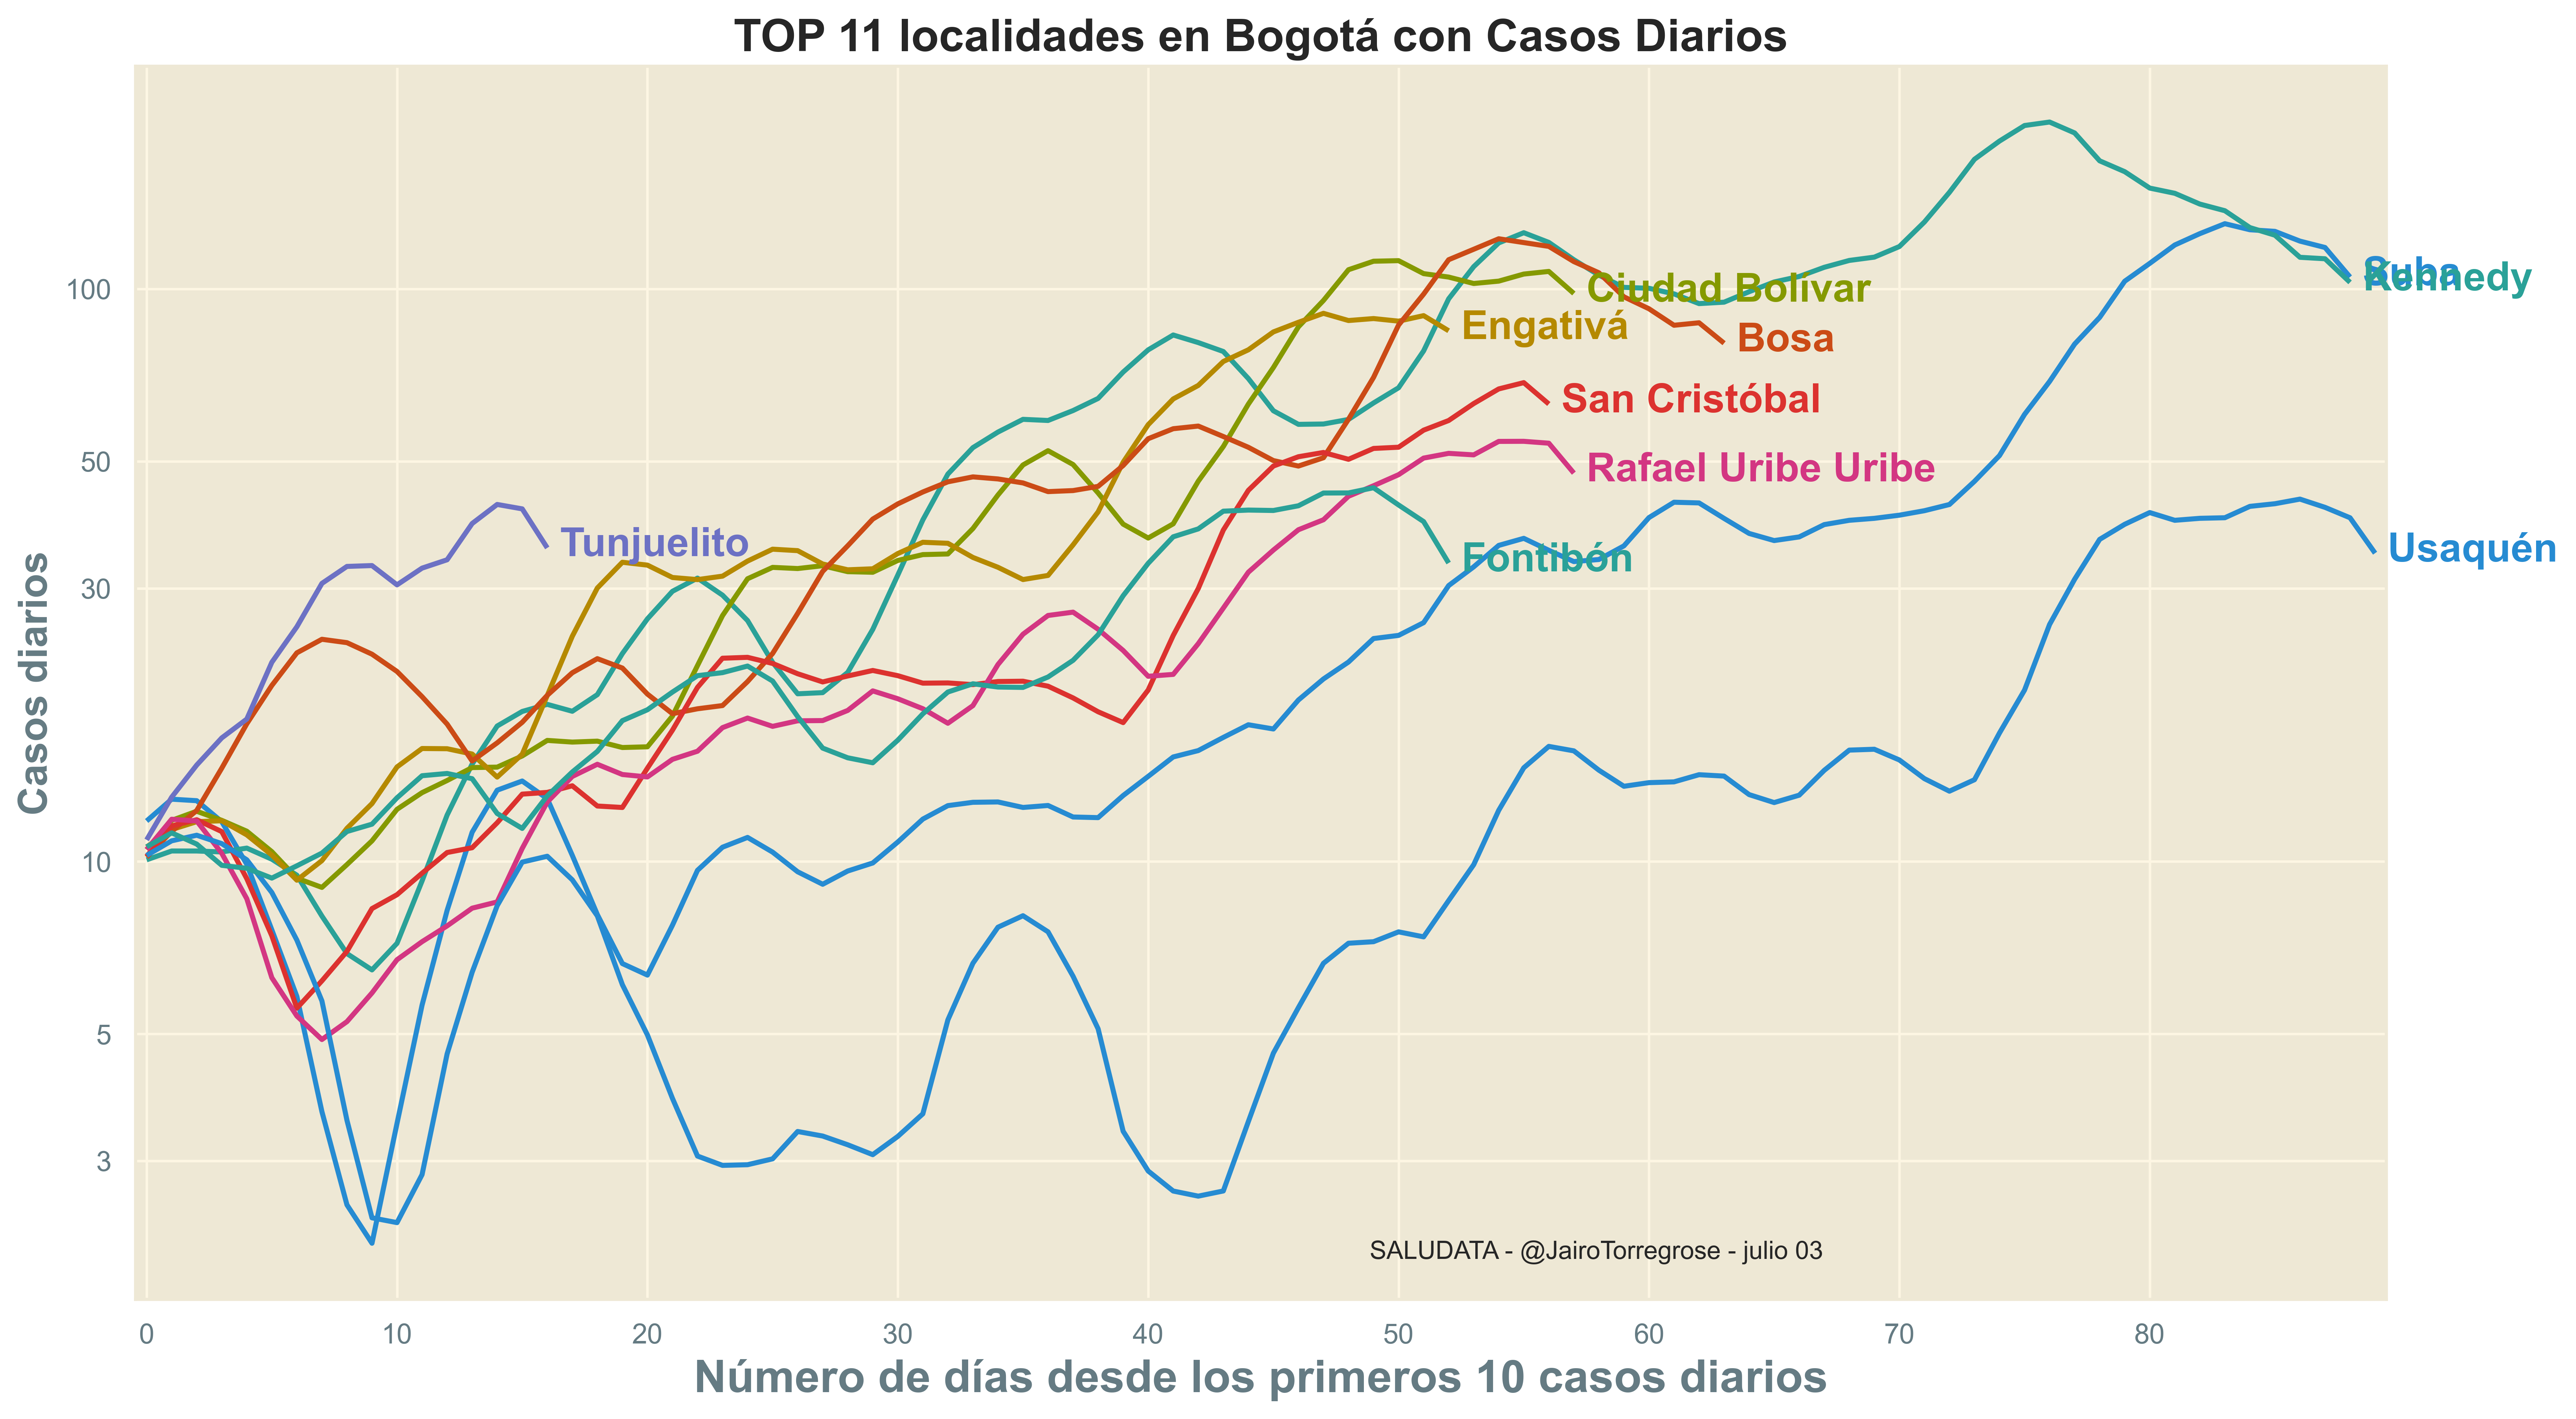 TOP 11 localidades en Bogotá con Casos Diarios
Casos diarios
100
50
30
10
5
3
Suba
Kennedy
Ciudad Bolívar
Engativá
Bosa
San Cristóbal
Rafael Uribe Uribe
Tunjuelito
Usaquén
Fontibón
SALUDATA - @JairoTorregrose - julio 03
0 10 20 30 40 50 60 70 80
Número de días desde los primeros 10 casos diarios